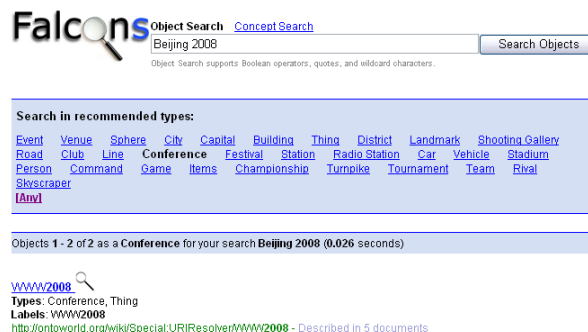 Falcons
Object Search Concept Search
Beijing 2008 Search Objects
Object Search supports Boolean operators, quotes, and wildcard characters.
Search in recommended types:
Event Venue Sphere City Capital Building Thing District Landmark Shooting Gallery
Road Club Line Conference Festival Station Radio Station Car Vehicle Stadium
Person Command Game Items Championship Turnpike Tournament Team Rival
Skyscraper
[Any]
Objects 1 - 2 of 2 as a Conference for your search Beijing 2008 (0.026 seconds)
WWW2008
Types: Conference, Thing
Labels: WWW2008
http://ontoworld.org/wiki/Special:URIResolver/WWW2008 - Described in 5 documents